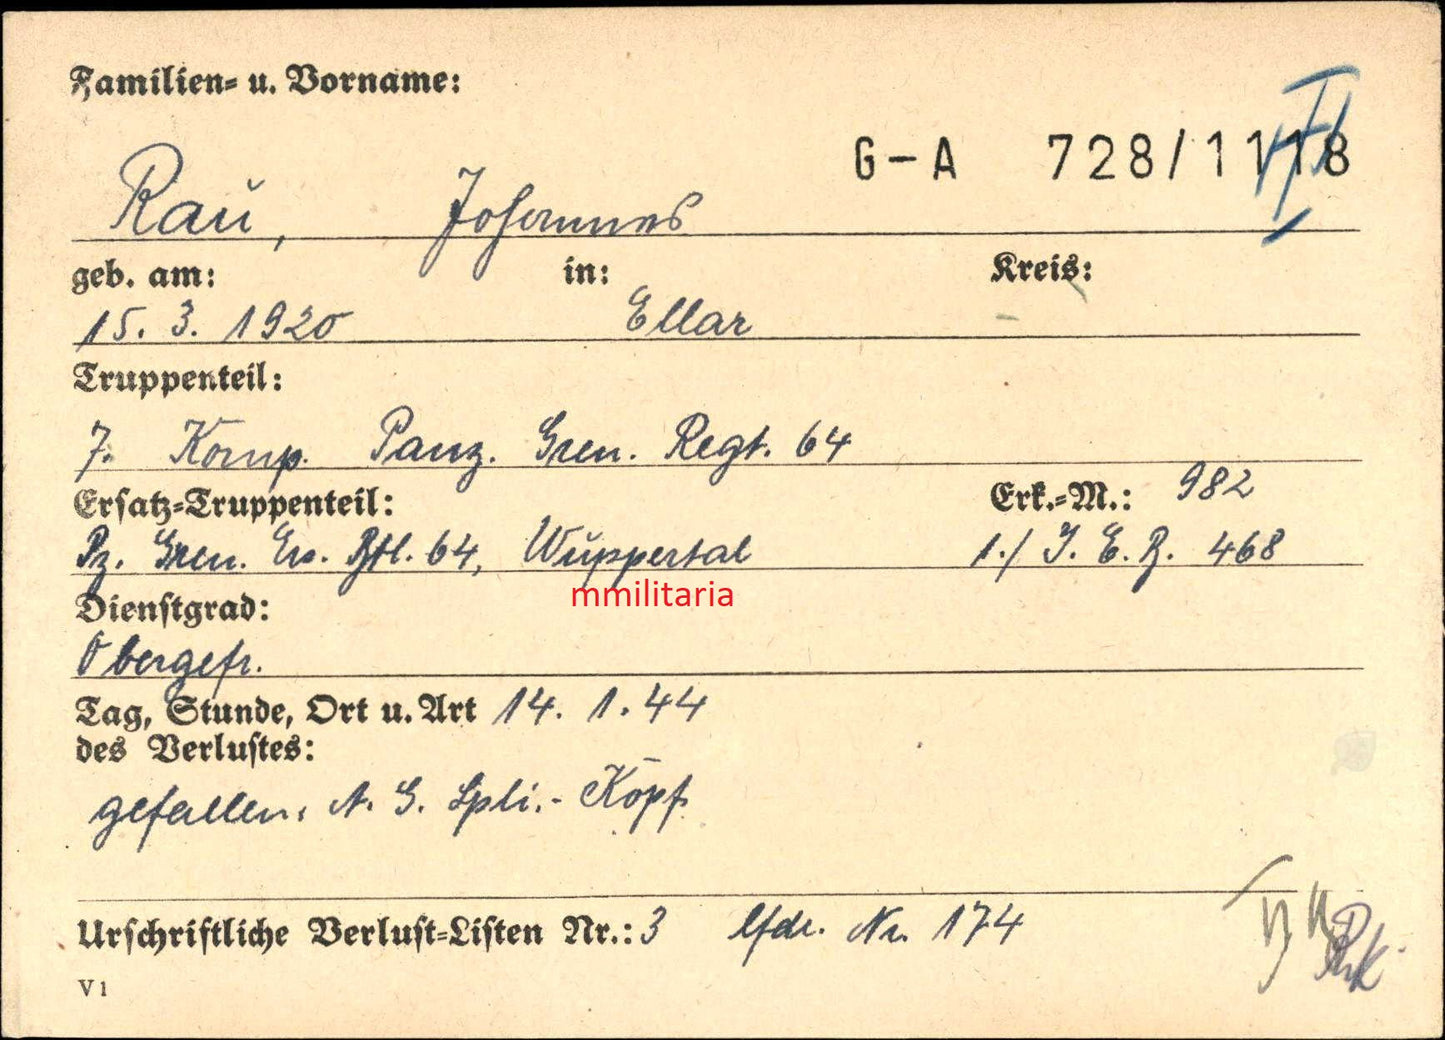 Familien- u. Vorname:
G-A 728/1118
Rau, Johannes
geb. am: in: Kreis:
15. 3. 1920 Ellar
Truppenteil:
7. Komp. Panz. Gren. Regt. 64
Ersatz-Truppenteil: Erk.-M.: 982
Pz. Gren. Ers. Btl. 64, Wuppertal 1./ J. E. B. 468
mmilitaria
Dienstgrad:
Obergefr.
Tag, Stunde, Ort u. Art 14. 1. 44
des Verlustes:
gefallen, A. G. Spli.- Kopf
Urschriftliche Verlust-Listen Nr.: 3 lfde. Nr. 174
V 1